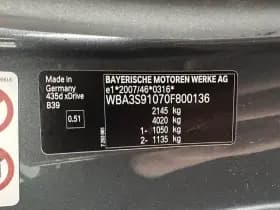 Made in
Germany
435d xDrive
B39
0.51
BAYERISCHE MOTOREN WERKE AG
e1*2007/46*0316*
WBA3S91070F800136
2145 kg
4020 kg
1- 1050 kg
2- 1135 kg